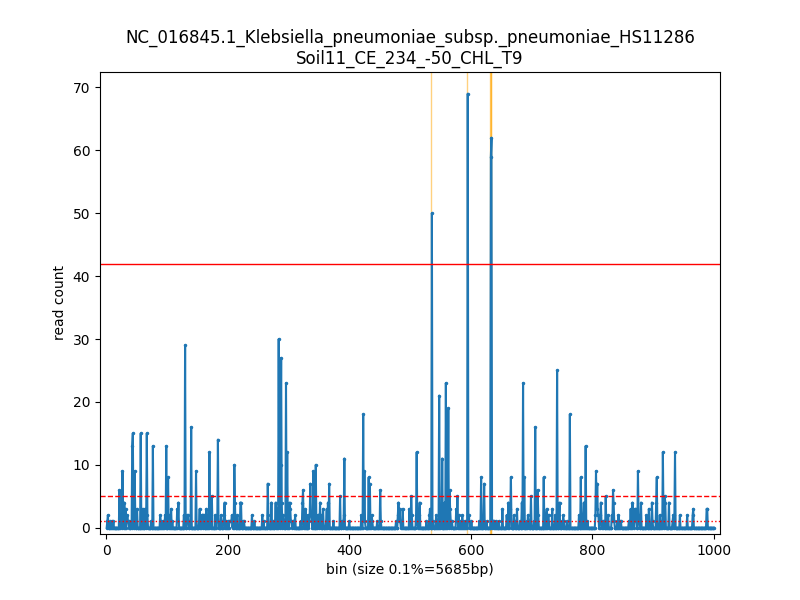 NC_016845.1_Klebsiella_pneumoniae_subsp._pneumoniae_HS11286
Soil11_CE_234_-50_CHL_T9
70
60
50
40
30
20
10
0
read count
0 200 400 600 800 1000
bin (size 0.1%=5685bp)